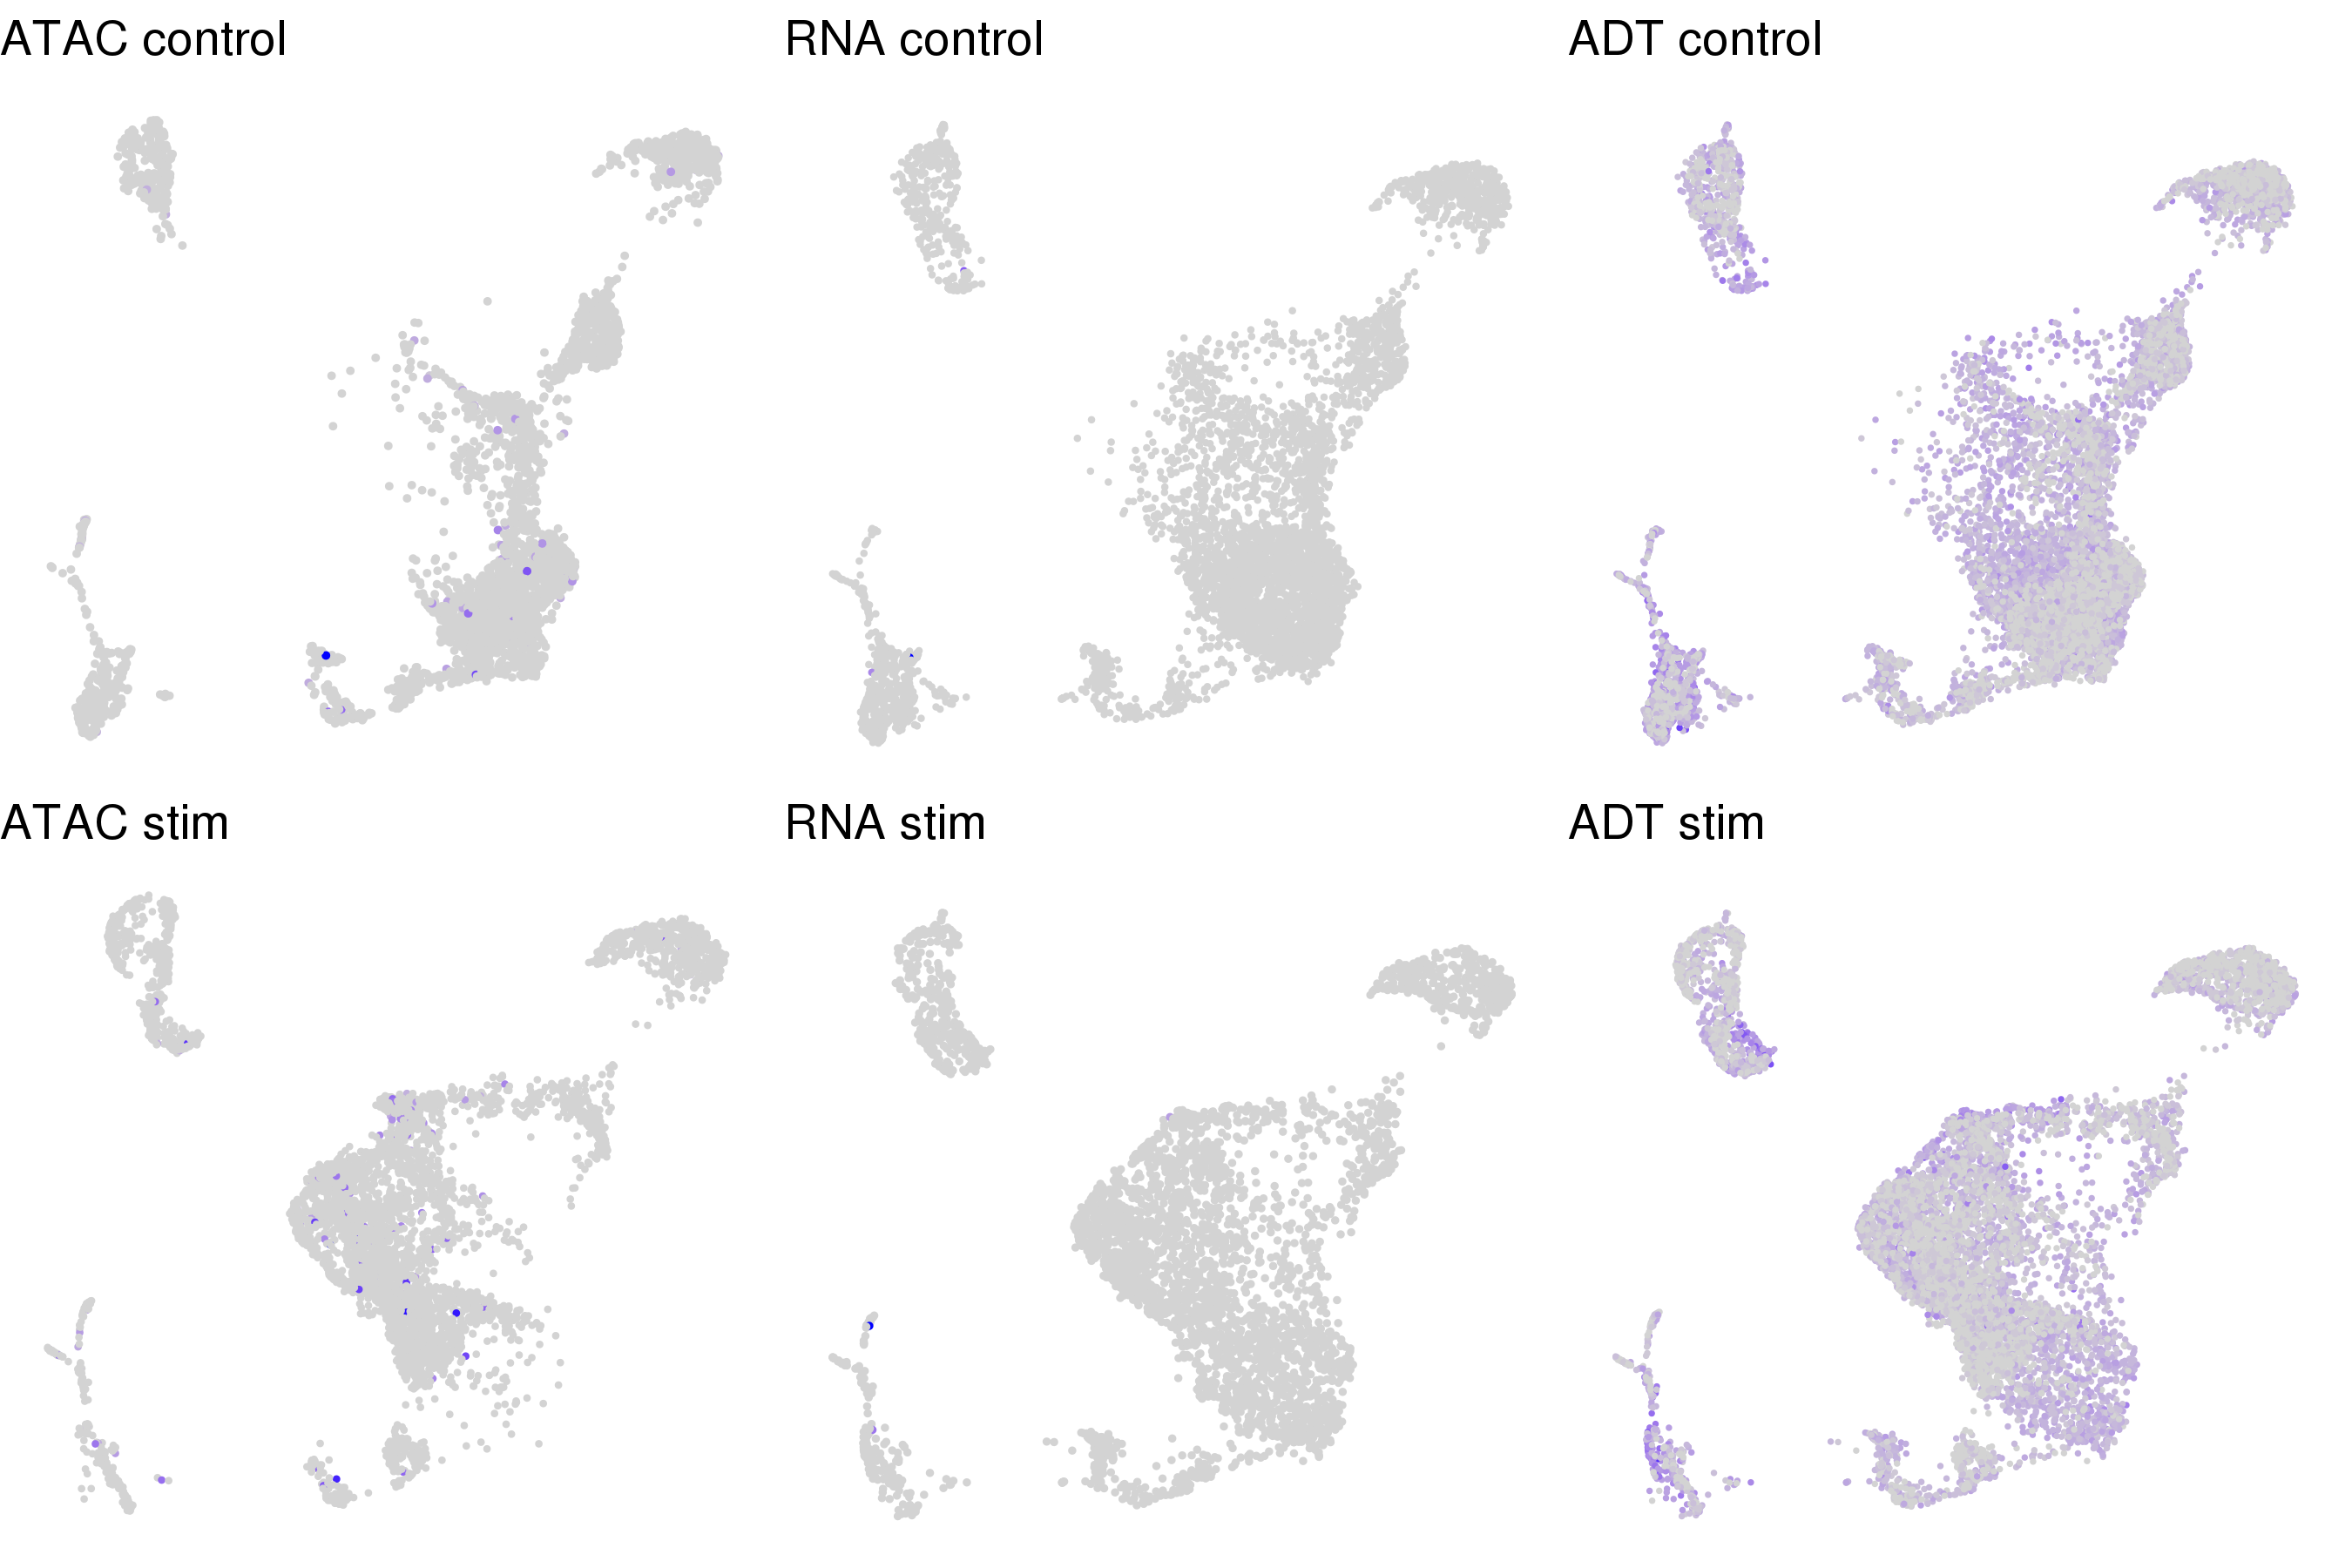 ATAC control
RNA control
ADT control
ATAC stim
RNA stim
ADT stim